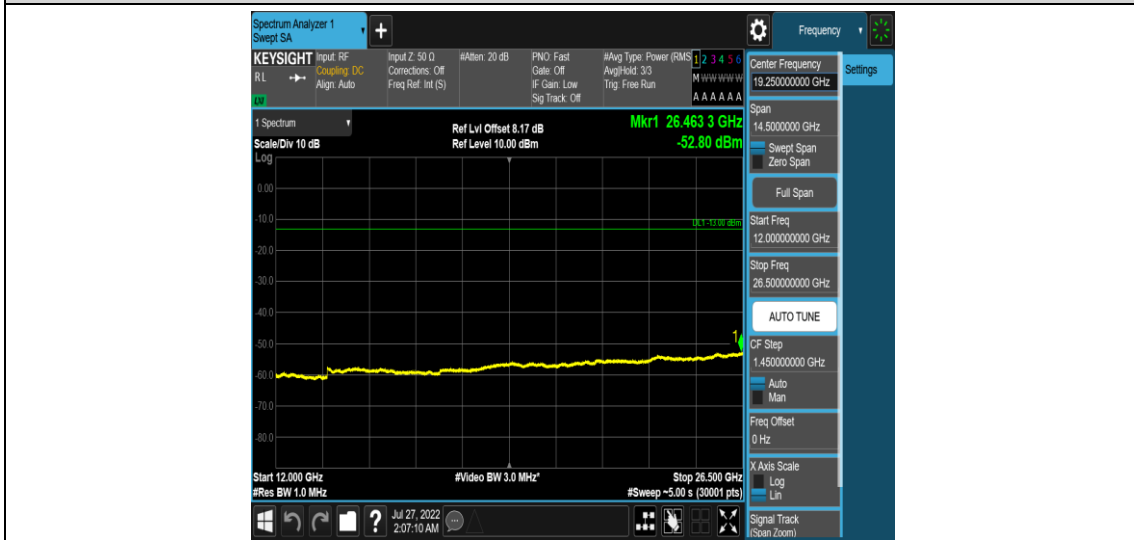 Spectrum Analyzer 1
Swept SA
+
Frequency
KEYSIGHT
RL
Input: RF
Coupling: DC
Align: Auto
Input Z: 50 Ω
Corrections: Off
Freq Ref: Int (S)
#Atten: 20 dB
PNO: Fast
Gate: Off
IF Gain: Low
Sig Track: Off
#Avg Type: Power (RMS
Avg|Hold: 3/3
Trig: Free Run
1 2 3 4 5 6
M W W W W W
A A A A A A
1 Spectrum
Scale/Div 10 dB
Log
Ref Lvl Offset 8.17 dB
Ref Level 10.00 dBm
Mkr1 26.463 3 GHz
-52.80 dBm
0.00
-10.0
DL1 -13.00 dBm
-20.0
-30.0
-40.0
1
-50.0
-60.0
-70.0
-80.0
Start 12.000 GHz
#Res BW 1.0 MHz
#Video BW 3.0 MHz*
Stop 26.500 GHz
#Sweep ~5.00 s (30001 pts)
Jul 27, 2022
2:07:10 AM
?
Center Frequency
19.250000000 GHz
Settings
Span
14.5000000 GHz
Swept Span
Zero Span
Full Span
Start Freq
12.000000000 GHz
Stop Freq
26.500000000 GHz
AUTO TUNE
CF Step
1.450000000 GHz
Auto
Man
Freq Offset
0 Hz
X Axis Scale
Log
Lin
Signal Track
(Span Zoom)